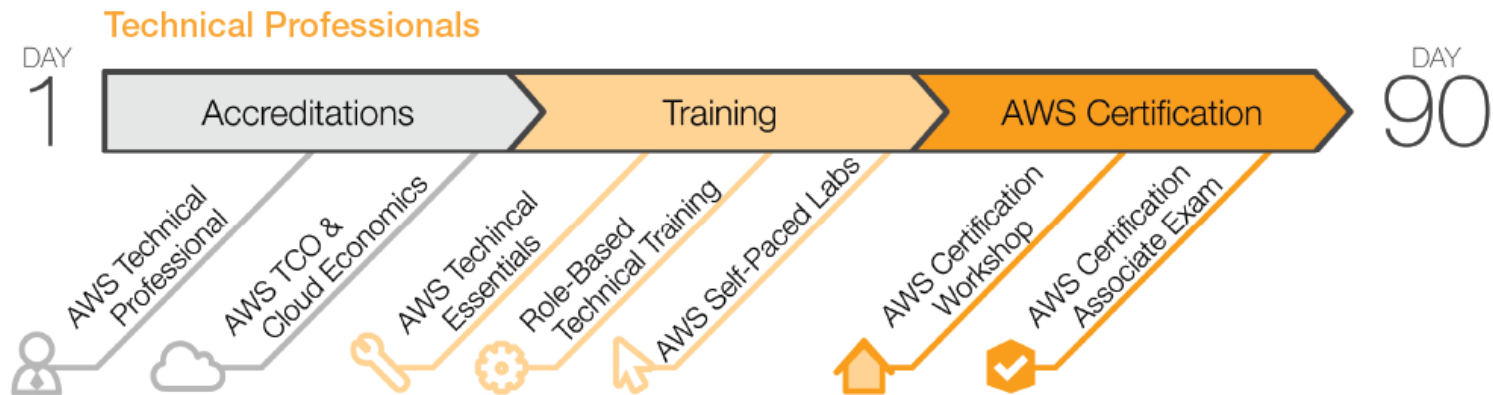 Technical Professionals
DAY
1
Accreditations
Training
AWS Certification
DAY
90
AWS Technical
Professional
AWS TCO &
Cloud Economics
AWS Techincal
Essentials
Role-Based
Technical Training
AWS Self-Paced Labs
AWS Certification
Workshop
AWS Certification
Associate Exam